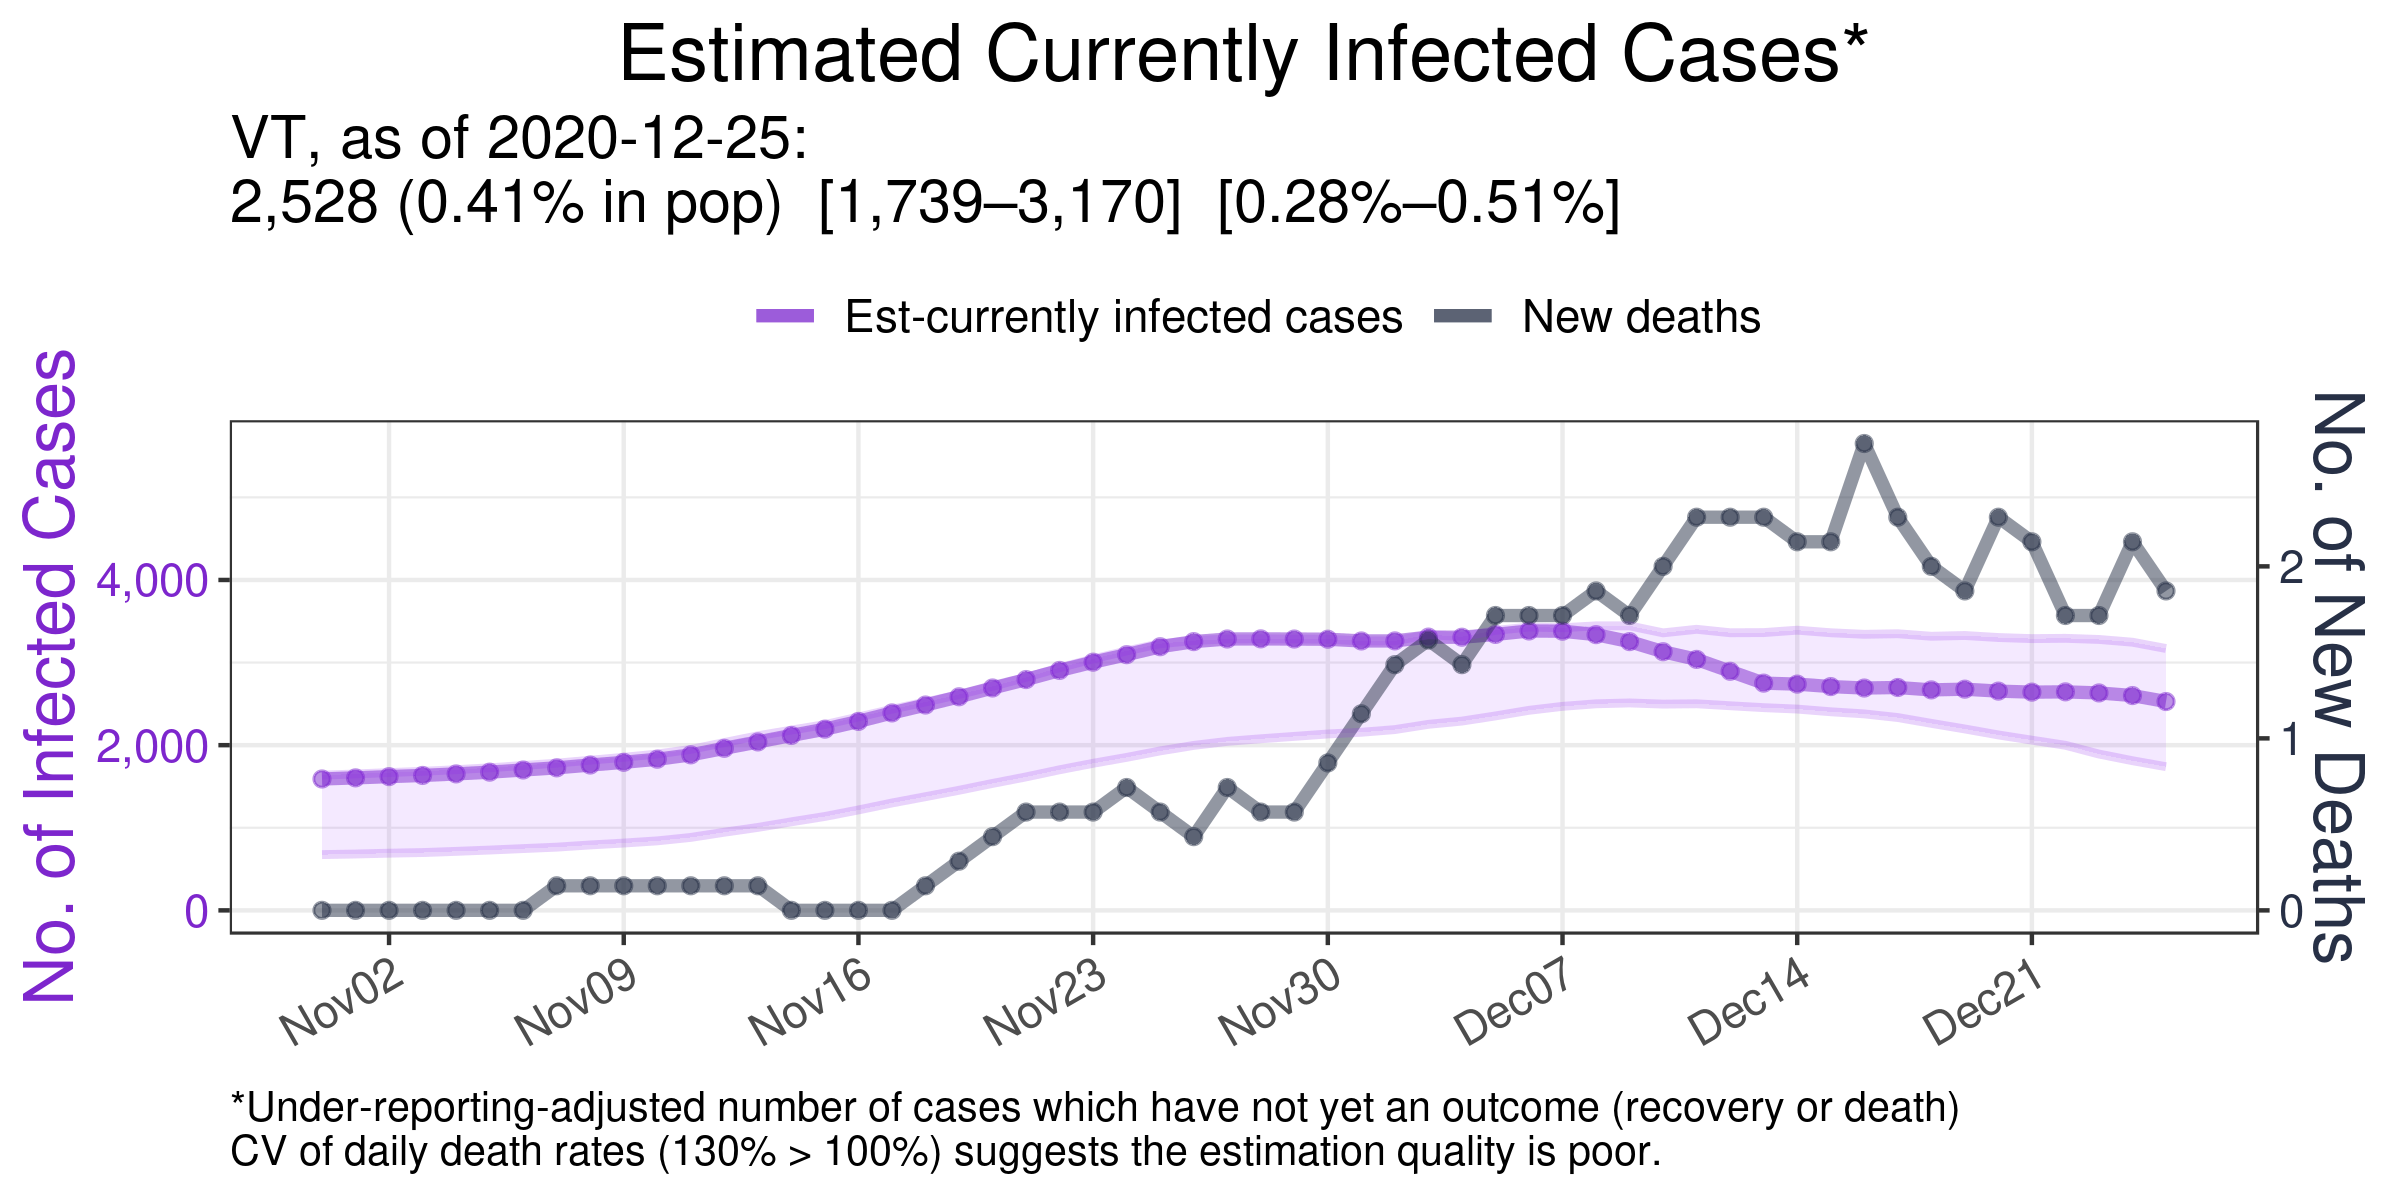 Estimated Currently Infected Cases*
VT, as of 2020-12-25:
2,528 (0.41% in pop)  [1,739–3,170]  [0.28%–0.51%]
Est-currently infected cases
New deaths
No. of Infected Cases
4,000
2,000
0
No. of New Deaths
2
1
0
Nov02
Nov09
Nov16
Nov23
Nov30
Dec07
Dec14
Dec21
*Under-reporting-adjusted number of cases which have not yet an outcome (recovery or death)
CV of daily death rates (130% > 100%) suggests the estimation quality is poor.